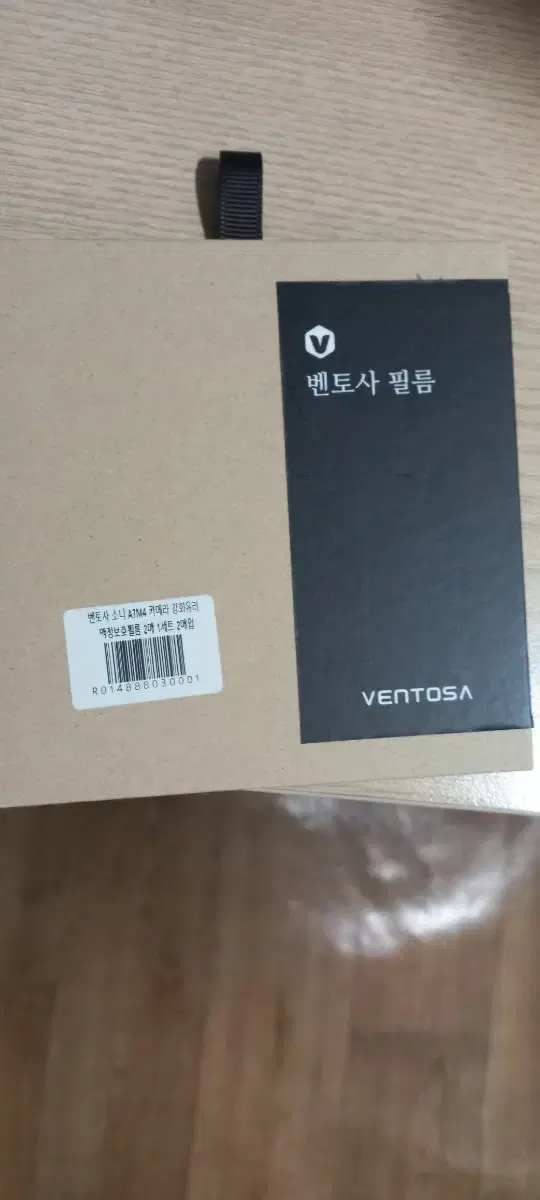 V
벤토사 필름
벤토사 소니 A7M4 카메라 강화유리
액정보호필름 2매 1세트 2매입
R014888030001
VENTOSA